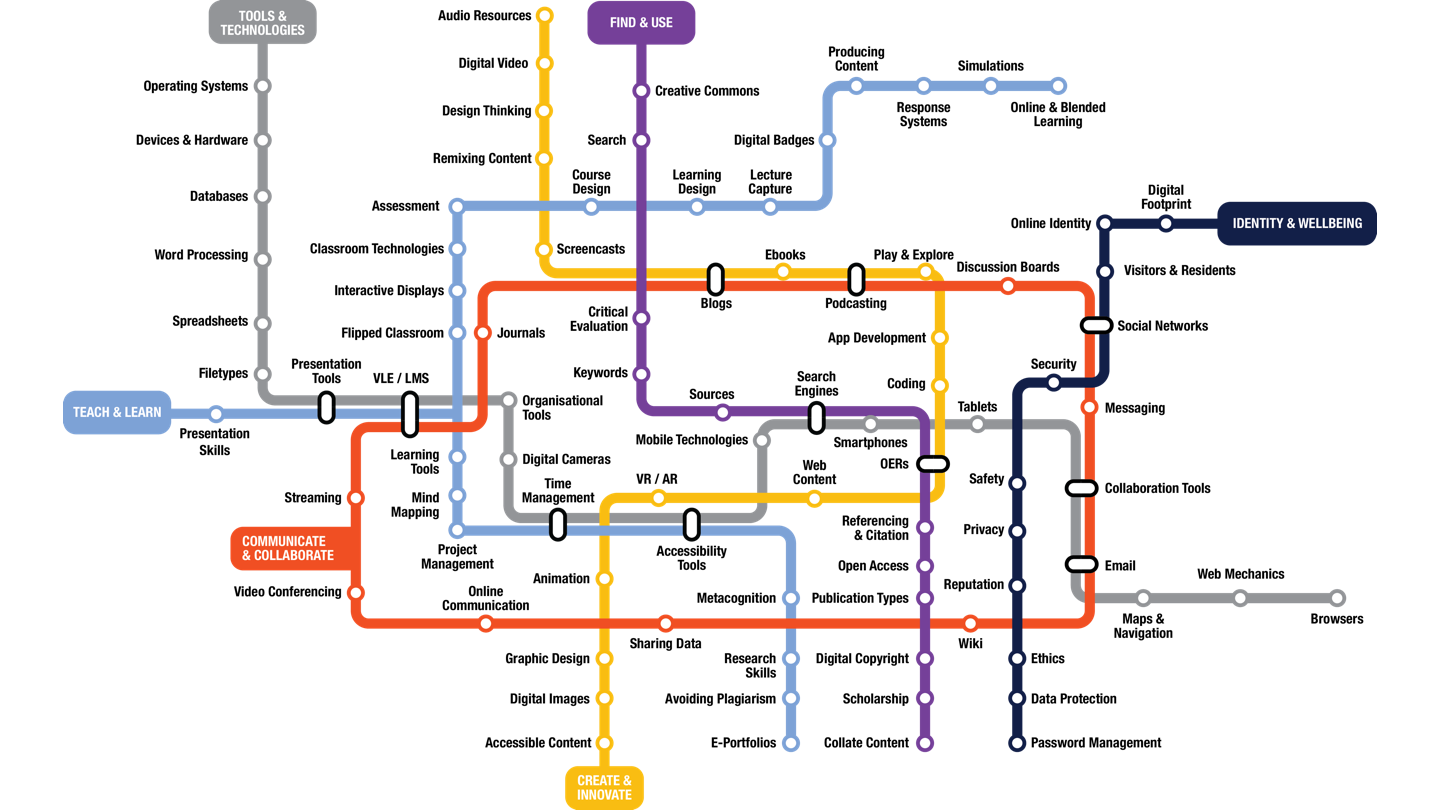 TOOLS &
TECHNOLOGIES
Audio Resources
FIND & USE
Producing
Content
Simulations
Digital Video
Operating Systems
Creative Commons
Response
Systems
Online & Blended
Learning
Design Thinking
Devices & Hardware
Search
Digital Badges
Remixing Content
Course
Design
Learning
Design
Lecture
Capture
Databases
Assessment
Digital
Footprint
Online Identity
IDENTITY & WELLBEING
Classroom Technologies
Screencasts
Word Processing
Ebooks
Play & Explore
Discussion Boards
Visitors & Residents
Interactive Displays
Blogs
Podcasting
Spreadsheets
Critical
Evaluation
Social Networks
Flipped Classroom
Journals
App Development
Filetypes
Presentation
Tools
VLE / LMS
Keywords
Search
Engines
Coding
Security
TEACH & LEARN
Organisational
Tools
Sources
Tablets
Messaging
Presentation
Skills
Mobile Technologies
Smartphones
Learning
Tools
Digital Cameras
OERs
Time
Management
VR / AR
Web
Content
Safety
Collaboration Tools
Streaming
Mind
Mapping
Referencing
& Citation
Privacy
COMMUNICATE
& COLLABORATE
Project
Management
Accessibility
Tools
Open Access
Email
Animation
Web Mechanics
Reputation
Video Conferencing
Online
Communication
Metacognition
Publication Types
Maps &
Navigation
Browsers
Sharing Data
Wiki
Graphic Design
Research
Skills
Digital Copyright
Ethics
Digital Images
Avoiding Plagiarism
Scholarship
Data Protection
Accessible Content
E-Portfolios
Collate Content
Password Management
CREATE &
INNOVATE